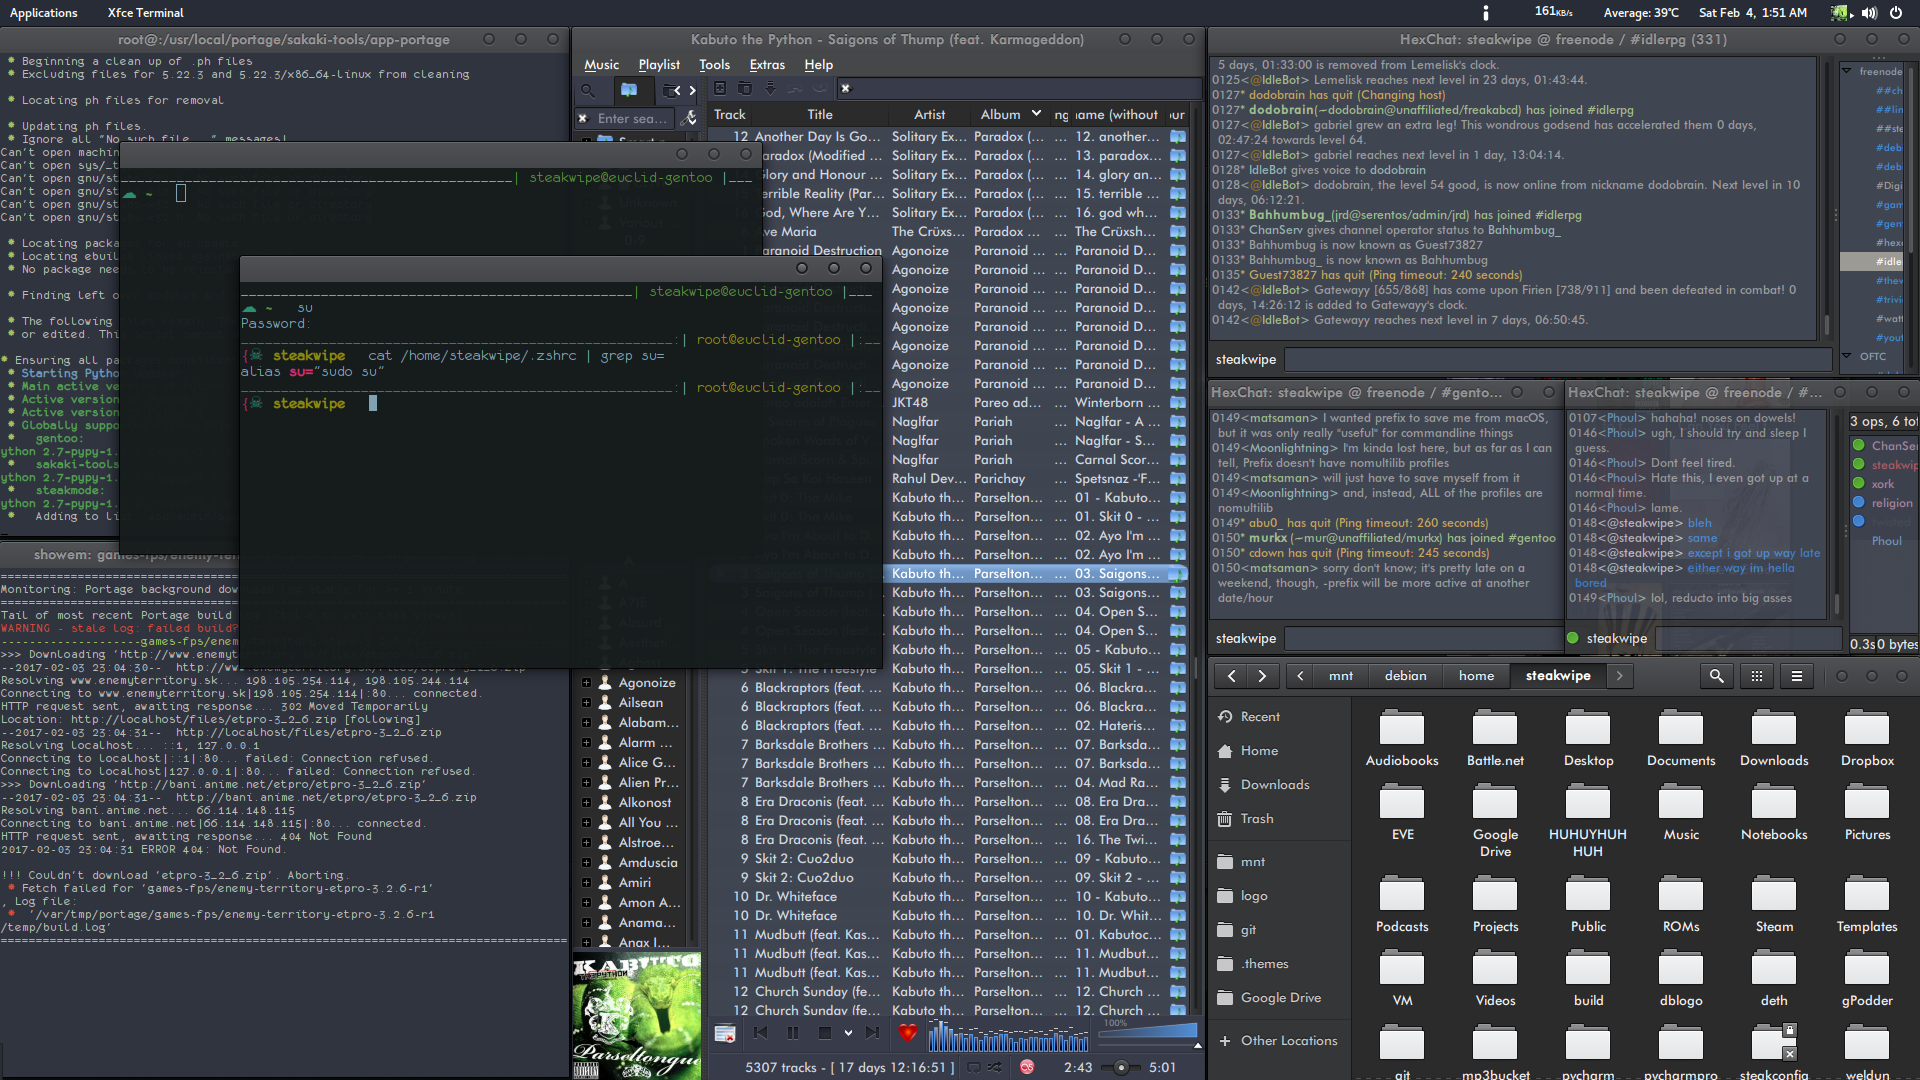 Applications Xfce Terminal
161KB/s Average: 39°C Sat Feb 4, 1:51 AM
root@:/usr/local/portage/sakaki-tools/app-portage
* Beginning a clean up of .ph files
* Excluding files for 5.22.3 and 5.22.3/x86_64-linux from cleaning
* Locating ph files for removal
* Updating ph files.
* Ignore all "No such file..." messages!
Can't open machin
Can't open sys/_t
Can't open gnu/st
Can't open gnu/st
Can't open gnu/st
Can't open gnu/st
* Locating packa
* Locating ebuil
* No package nee
* Finding left o
* The following
* or edited. Thi
* Ensuring all pa
* Starting Python
* Main active ve
* Active version
* Active version
* Globally suppo
* gentoo:
ython 2.7-pypy-1.
* sakaki-tools
ython 2.7-pypy-1.
* steakmode:
ython 2.7-pypy-1.
* Adding to li
| steakwipe@euclid-gentoo |
~
| steakwipe@euclid-gentoo |
~ su
Password:
| root@euclid-gentoo |
{☠ steakwipe cat /home/steakwipe/.zshrc | grep su=
alias su="sudo su"
| root@euclid-gentoo |
{☠ steakwipe
showem: games-fps/enemy-terr
Monitoring: Portage background dow
Tail of most recent Portage build
WARNING - stale log: failed build?
games-fps/en
>>> Downloading 'http://www.enemyt
--2017-02-03 23:04:30-- http://www.enemyterritory.sk/files/etpro-3_2_6.zip
Resolving www.enemyterritory.sk... 198.105.254.114, 198.105.244.114
Connecting to www.enemyterritory.sk|198.105.254.114|:80... connected.
HTTP request sent, awaiting response... 302 Moved Temporarily
Location: http://localhost/files/etpro-3_2_6.zip [following]
--2017-02-03 23:04:31-- http://localhost/files/etpro-3_2_6.zip
Resolving localhost... ::1, 127.0.0.1
Connecting to localhost|::1|:80... failed: Connection refused.
Connecting to localhost|127.0.0.1|:80... failed: Connection refused.
>>> Downloading 'http://bani.anime.net/etpro/etpro-3_2_6.zip'
--2017-02-03 23:04:31-- http://bani.anime.net/etpro/etpro-3_2_6.zip
Resolving bani.anime.net... 66.114.148.115
Connecting to bani.anime.net|66.114.148.115|:80... connected.
HTTP request sent, awaiting response... 404 Not Found
2017-02-03 23:04:31 ERROR 404: Not Found.
!!! Couldn't download 'etpro-3_2_6.zip'. Aborting.
* Fetch failed for 'games-fps/enemy-territory-etpro-3.2.6-r1'
, Log file:
* '/var/tmp/portage/games-fps/enemy-territory-etpro-3.2.6-r1
/temp/build.log'
Kabuto the Python - Saigons of Thump (feat. Karmageddon)
Music Playlist Tools Extras Help
Enter sea...
Track Title Artist Album ng ame (without our
12 Another Day Is Go... Solitary Ex... Paradox (... 12. another...
aradox (Modified ... Solitary Ex... Paradox (... 13. paradox...
lory and Honour ... Solitary Ex... Paradox (... 14. glory an...
errible Reality (Par... Solitary Ex... Paradox (... 15. terrible ...
od, Where Are Y... Solitary Ex... Paradox (... 16. god wh...
ve Maria The Crüxsh... The Crüxsh...
aranoid Destruction Agonoize Paranoid ... Paranoid D...
Agonoize Paranoid ... Paranoid D...
Agonoize Paranoid ... Paranoid D...
Agonoize Paranoid ... Paranoid D...
Agonoize Paranoid ... Paranoid D...
Agonoize Paranoid ... Paranoid D...
Agonoize Paranoid ... Paranoid D...
Agonoize Paranoid ... Paranoid D...
JKT48 Pareo ad... Winterborn ...
Naglfar Pariah ... Naglfar - A ...
Naglfar Pariah ... Naglfar - S...
Naglfar Pariah ... Carnal Scor...
Rahul Dev... Parichay ... Spetsnaz -'F...
Kabuto th... Parselton... ... 01 - Kabuto...
Kabuto th... Parselton... ... 01. Skit 0 - ...
Kabuto th... Parselton... ... 02. Ayo I'm...
Kabuto th... Parselton... ... 02. Ayo I'm...
Kabuto th... Parselton... ... 03. Saigons...
Kabuto th... Parselton... ... 03. Saigons...
Kabuto th... Parselton... ... 04. Open S...
Kabuto th... Parselton... ... 04. Open S...
Kabuto th... Parselton... ... 05 - Kabuto...
5 Skit 1: The Freestyle Kabuto th... Parselton... ... 05. Skit 1 - ...
6 Blackraptors (feat. ... Kabuto th... Parselton... ... 06. Blackra...
6 Blackraptors (feat. ... Kabuto th... Parselton... ... 06. Blackra...
6 Blackraptors (feat. ... Kabuto th... Parselton... ... 02. Hateris...
7 Barksdale Brothers ... Kabuto th... Parselton... ... 07. Barksda...
7 Barksdale Brothers ... Kabuto th... Parselton... ... 07. Barksda...
7 Barksdale Brothers ... Kabuto th... Parselton... ... 04. Mad Ra...
8 Era Draconis (feat. ... Kabuto th... Parselton... ... 08. Era Dra...
8 Era Draconis (feat. ... Kabuto th... Parselton... ... 08. Era Dra...
8 Era Draconis (feat. ... Kabuto th... Parselton... ... 16. The Twi...
9 Skit 2: Cuo2duo Kabuto th... Parselton... ... 09 - Kabuto...
9 Skit 2: Cuo2duo Kabuto th... Parselton... ... 09. Skit 2 - ...
10 Dr. Whiteface Kabuto th... Parselton... ... 10 - Kabuto...
10 Dr. Whiteface Kabuto th... Parselton... ... 10. Dr. Whit...
11 Mudbutt (feat. Kas... Kabuto th... Parselton... ... 01. Kabutoc...
11 Mudbutt (feat. Kas... Kabuto th... Parselton... ... 11. Mudbut...
11 Mudbutt (feat. Kas... Kabuto th... Parselton... ... 11. Mudbut...
12 Church Sunday (fe... Kabuto th... Parselton... ... 12. Church ...
12 Church Sunday (fe... Kabuto th... Parselton... ... 12. Church ...
Agonoize
Ailsean
Alabam...
Alarm ...
Alice G...
Alien Pr...
Alkonost
All You ...
Alstroe...
Amduscia
Amiri
Amon A...
Anama...
Anax I...
KABUTO
THE PYTHON
Parseltongue
100%
5307 tracks - [ 17 days 12:16:51 ] 2:43 5:01
HexChat: steakwipe @ freenode / #idlerpg (331)
5 days, 01:33:00 is removed from Lemelisk's clock.
0125<@IdleBot> Lemelisk reaches next level in 23 days, 01:43:44.
0127* dodobrain has quit (Changing host)
0127* dodobrain(~dodobrain@unaffiliated/freakabcd) has joined #idlerpg
0127<@IdleBot> gabriel grew an extra leg! This wondrous godsend has accelerated them 0 days,
02:47:24 towards level 64.
0127<@IdleBot> gabriel reaches next level in 1 day, 13:04:14.
0128* IdleBot gives voice to dodobrain
0128<@IdleBot> dodobrain, the level 54 good, is now online from nickname dodobrain. Next level in 10
days, 06:12:21.
0133* Bahhumbug_(jrd@serentos/admin/jrd) has joined #idlerpg
0133* ChanServ gives channel operator status to Bahhumbug_
0133* Bahhumbug is now known as Guest73827
0133* Bahhumbug_ is now known as Bahhumbug
0135* Guest73827 has quit (Ping timeout: 240 seconds)
0142<@IdleBot> Gatewayy [655/868] has come upon Firien [738/911] and been defeated in combat! 0
days, 14:26:12 is added to Gatewayy's clock.
0142<@IdleBot> Gatewayy reaches next level in 7 days, 06:50:45.
steakwipe
freenode
##ch
##lin
##ste
#deb
#deb
#Digi
#gam
#gen
#hexc
#idle
#thev
#trivi
#wat
#yout
OFTC
HexChat: steakwipe @ freenode / #gento...
0149<matsaman> I wanted prefix to save me from macOS,
but it was only really "useful" for commandline things
0149<Moonlightning> I'm kinda lost here, but as far as I can
tell, Prefix doesn't have nomultilib profiles
0149<matsaman> will just have to save myself from it
0149<Moonlightning> and, instead, ALL of the profiles are
nomultilib
0149* abu0_ has quit (Ping timeout: 260 seconds)
0150* murkx (~mur@unaffiliated/murkx) has joined #gentoo
0150* cdown has quit (Ping timeout: 245 seconds)
0150<matsaman> sorry don't know; it's pretty late on a
weekend, though, -prefix will be more active at another
date/hour
steakwipe
HexChat: steakwipe @ freenode / #...
0107<Phoul> hahaha! noses on dowels!
0146<Phoul> ugh, I should try and sleep I
guess.
0146<Phoul> Dont feel tired.
0146<Phoul> Hate this, I even got up at a
normal time.
0146<Phoul> lame.
0148<@steakwipe> bleh
0148<@steakwipe> same
0148<@steakwipe> except i got up way late
0148<@steakwipe> either way im hella
bored
0149<Phoul> lol, reducto into big asses
steakwipe
3 ops, 6 tot
ChanSer
steakwip
xork
religion
Phoul
0.3s 0 bytes
mnt debian home steakwipe
Recent
Home
Downloads
Trash
mnt
logo
git
.themes
Google Drive
Other Locations
Audiobooks Battle.net Desktop Documents Downloads Dropbox
EVE Google Drive HUHUYHUH HUH Music Notebooks Pictures
Podcasts Projects Public ROMs Steam Templates
VM Videos build dblogo deth gPodder
git mp3bucket pycharm pycharmpro steakconfig weldun